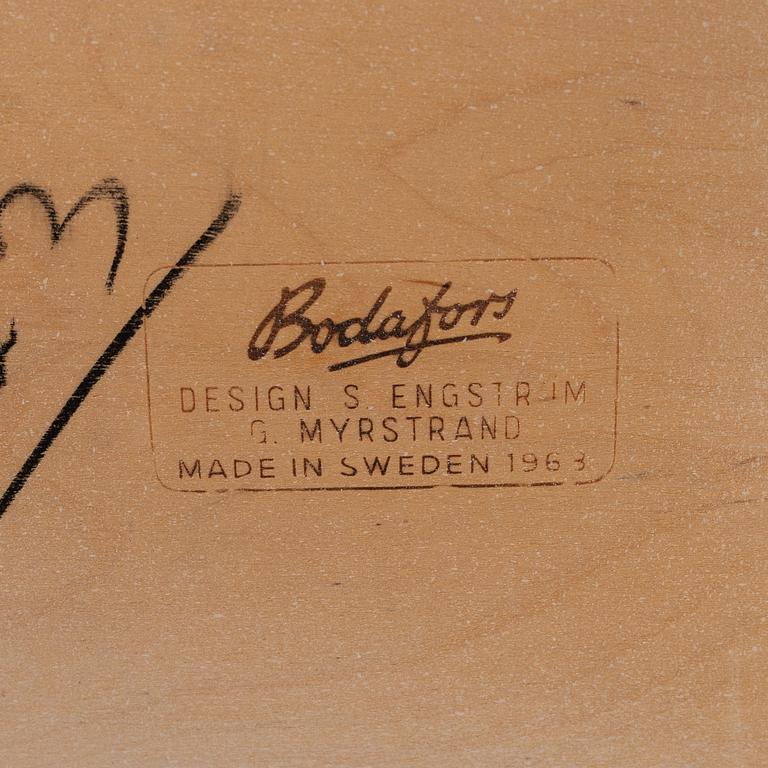 Bodafors
DESIGN S. ENGSTRÖM
G. MYRSTRAND
MADE IN SWEDEN 1963